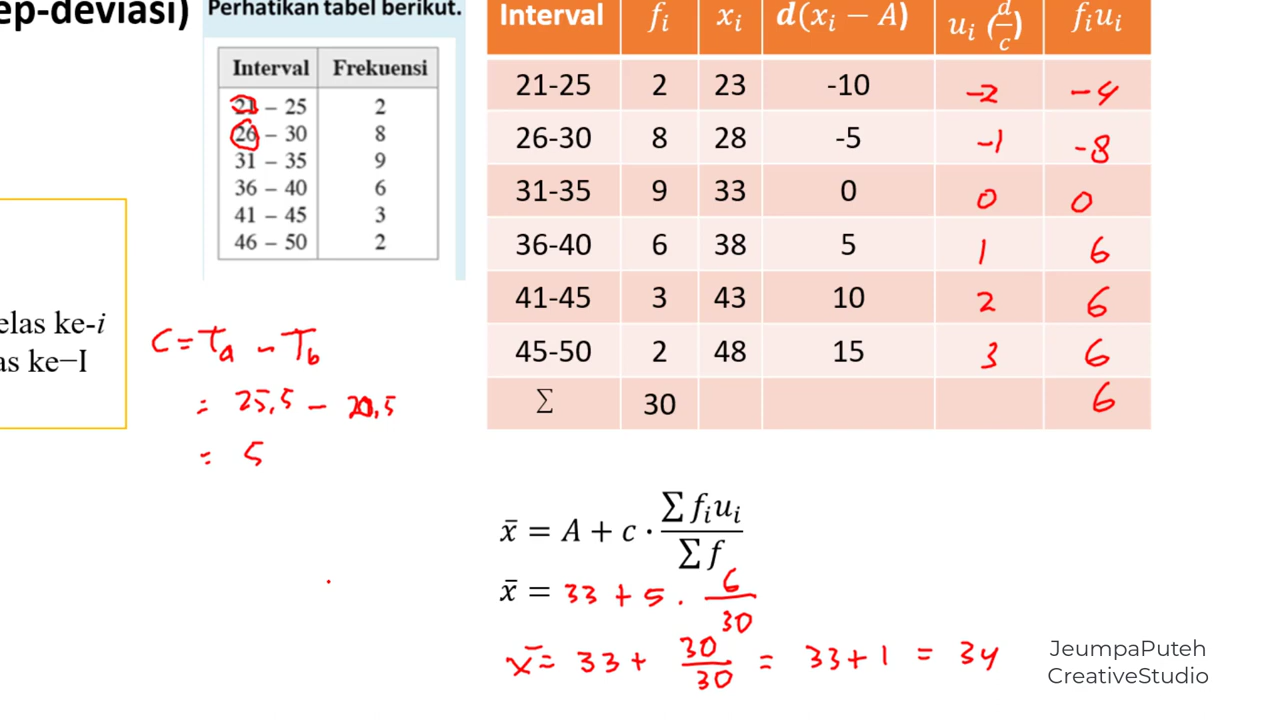 ep-deviasi)
Perhatikan tabel berikut.
Interval Frekuensi
21 – 25 2
26 – 30 8
31 – 35 9
36 – 40 6
41 – 45 3
46 – 50 2
elas ke-i
as ke−I
C = Ta - Tb
= 25,5 - 20,5
= 5
Interval fᵢ xᵢ d(xᵢ − A) uᵢ (d/c) fᵢuᵢ
21-25 2 23 -10 -2 -4
26-30 8 28 -5 -1 -8
31-35 9 33 0 0 0
36-40 6 38 5 1 6
41-45 3 43 10 2 6
45-50 2 48 15 3 6
∑ 30 6
x̄ = A + c · ∑ fᵢuᵢ / ∑ f
x̄ = 33 + 5 . 6/30
x̄ = 33 + 30/30 = 33 + 1 = 34
JeumpaPuteh
CreativeStudio